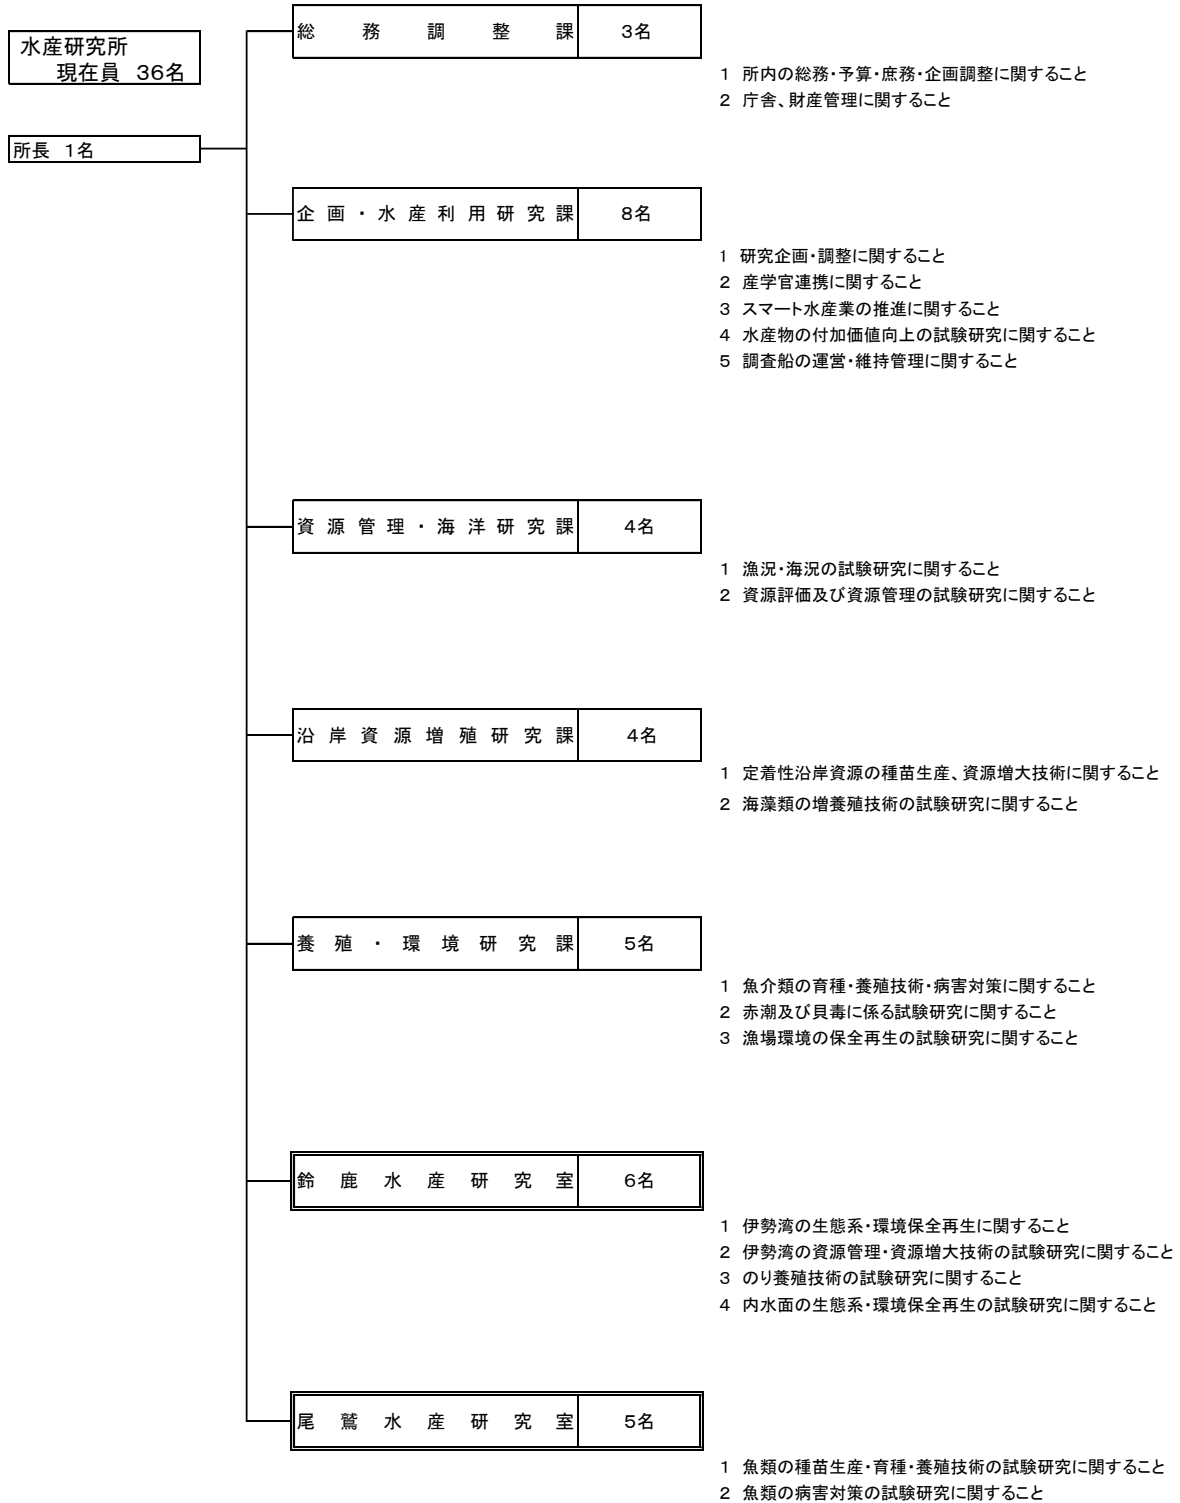 水産研究所
現在員 36名
所長 1名
総務調整課 3名
1 所内の総務・予算・庶務・企画調整に関すること
2 庁舎、財産管理に関すること
企画・水産利用研究課 8名
1 研究企画・調整に関すること
2 産学官連携に関すること
3 スマート水産業の推進に関すること
4 水産物の付加価値向上の試験研究に関すること
5 調査船の運営・維持管理に関すること
資源管理・海洋研究課 4名
1 漁況・海況の試験研究に関すること
2 資源評価及び資源管理の試験研究に関すること
沿岸資源増殖研究課 4名
1 定着性沿岸資源の種苗生産、資源増大技術に関すること
2 海藻類の増養殖技術の試験研究に関すること
養殖・環境研究課 5名
1 魚介類の育種・養殖技術・病害対策に関すること
2 赤潮及び貝毒に係る試験研究に関すること
3 漁場環境の保全再生の試験研究に関すること
鈴鹿水産研究室 6名
1 伊勢湾の生態系・環境保全再生に関すること
2 伊勢湾の資源管理・資源増大技術の試験研究に関すること
3 のり養殖技術の試験研究に関すること
4 内水面の生態系・環境保全再生の試験研究に関すること
尾鷲水産研究室 5名
1 魚類の種苗生産・育種・養殖技術の試験研究に関すること
2 魚類の病害対策の試験研究に関すること